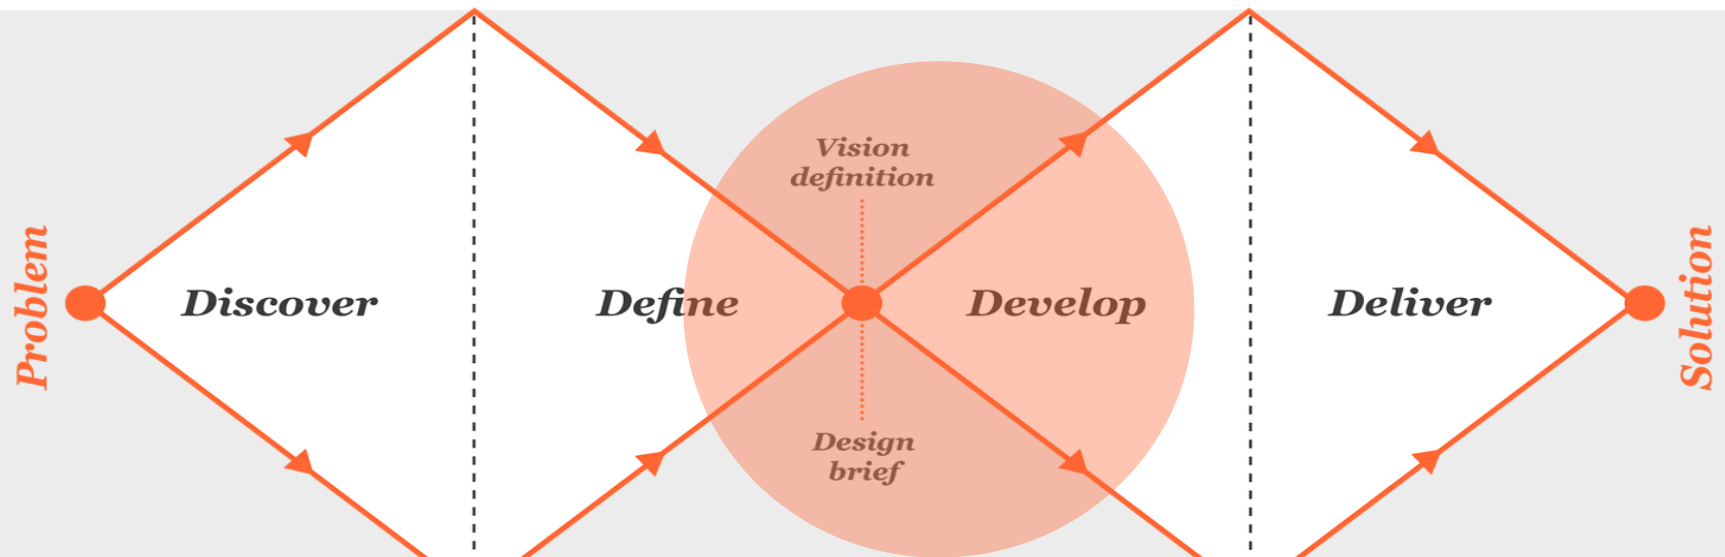 Vision
definition
Problem
Discover
Define
Develop
Deliver
Solution
Design
brief